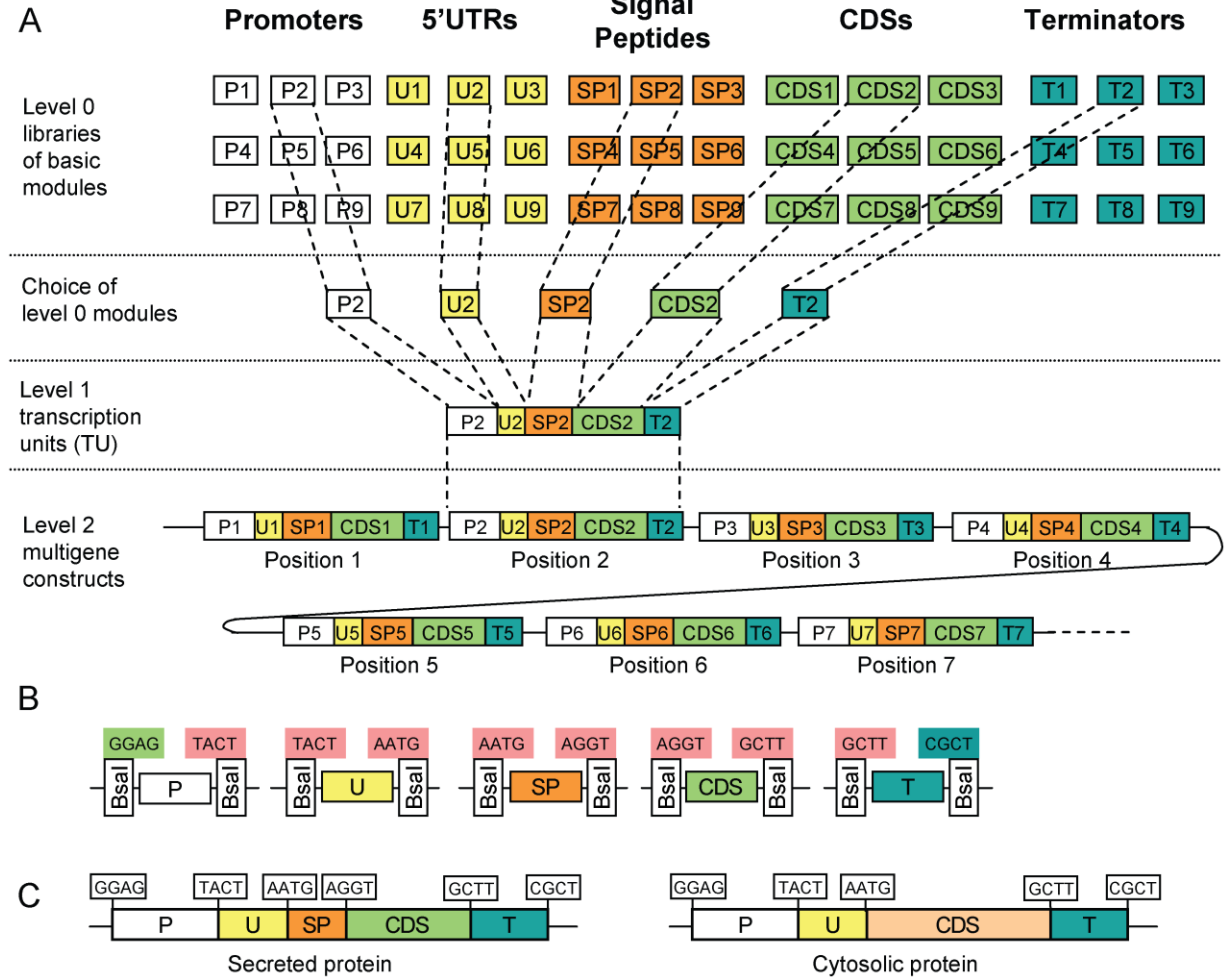 A
Promoters 5'UTRs Signal Peptides CDSs Terminators
Level 0
libraries
of basic
modules
P1 P2 P3 U1 U2 U3 SP1 SP2 SP3 CDS1 CDS2 CDS3 T1 T2 T3
P4 P5 P6 U4 U5 U6 SP4 SP5 SP6 CDS4 CDS5 CDS6 T4 T5 T6
P7 P8 P9 U7 U8 U9 SP7 SP8 SP9 CDS7 CDS8 CDS9 T7 T8 T9
Choice of
level 0 modules
P2 U2 SP2 CDS2 T2
Level 1
transcription
units (TU)
P2 U2 SP2 CDS2 T2
Level 2
multigene
constructs
P1 U1 SP1 CDS1 T1 P2 U2 SP2 CDS2 T2 P3 U3 SP3 CDS3 T3 P4 U4 SP4 CDS4 T4
Position 1 Position 2 Position 3 Position 4
P5 U5 SP5 CDS5 T5 P6 U6 SP6 CDS6 T6 P7 U7 SP7 CDS7 T7
Position 5 Position 6 Position 7
B
GGAG TACT TACT AATG AATG AGGT AGGT GCTT GCTT CGCT
BsaI P BsaI BsaI U BsaI BsaI SP BsaI BsaI CDS BsaI BsaI T BsaI
C
GGAG TACT AATG AGGT GCTT CGCT GGAG TACT AATG GCTT CGCT
P U SP CDS T P U CDS T
Secreted protein Cytosolic protein